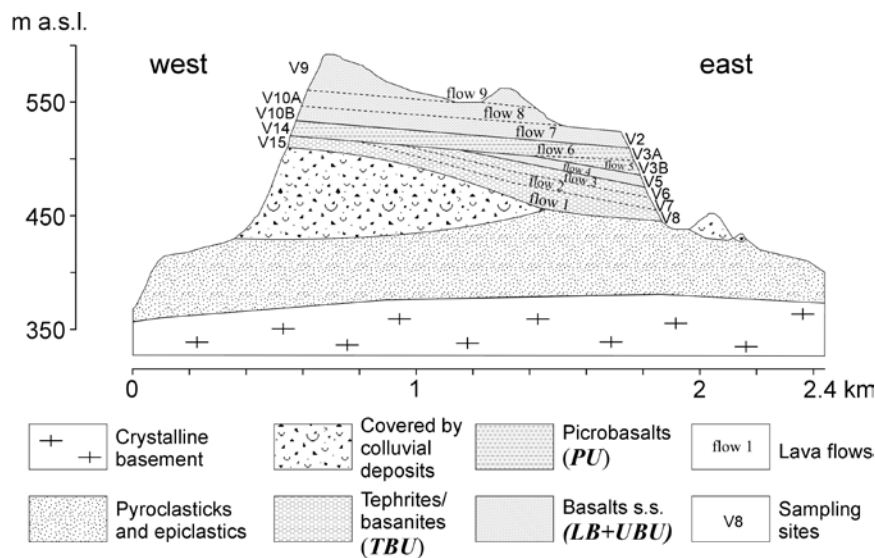 m a.s.l.
west
east
550
450
350
V9
V10A
V10B
V14
V15
flow 9
flow 8
flow 7
flow 6
flow 5
flow 4
flow 3
flow 2
flow 1
V2
V3A
V3B
V5
V6
V7
V8
0
1
2
2.4 km
Crystalline
basement
Covered by
colluvial
deposits
Picrobasalts
(PU)
flow 1
Lava flows
Pyroclasticks
and epiclastics
Tephrites/
basanites
(TBU)
Basalts s.s.
(LB+UBU)
V8
Sampling
sites